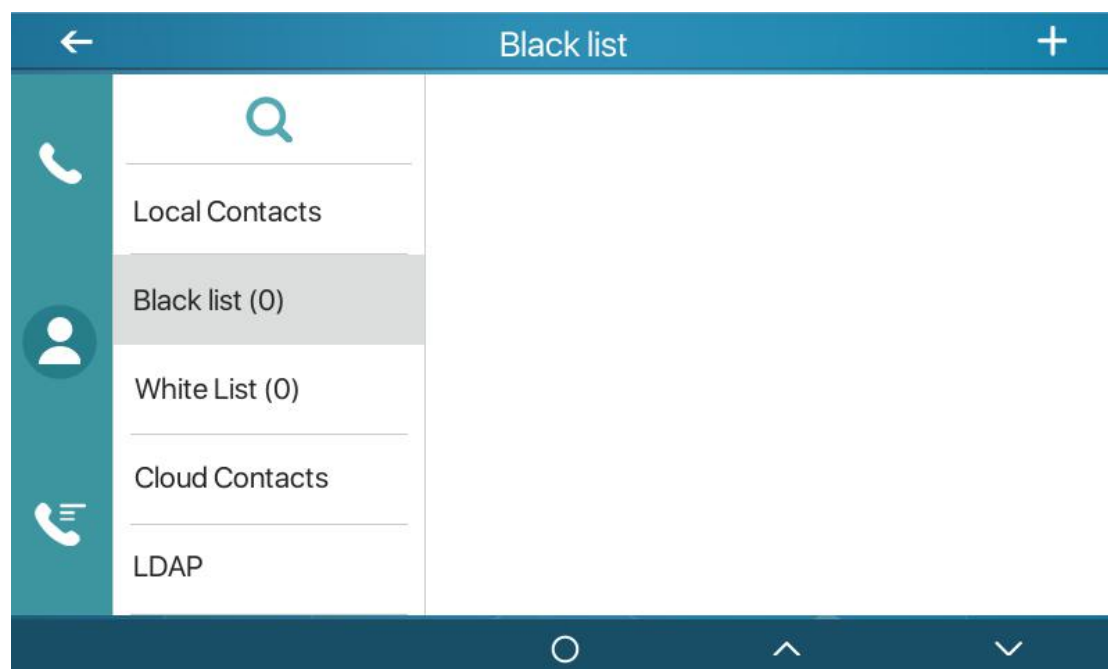 Black list
Local Contacts
Black list (0)
White List (0)
Cloud Contacts
LDAP